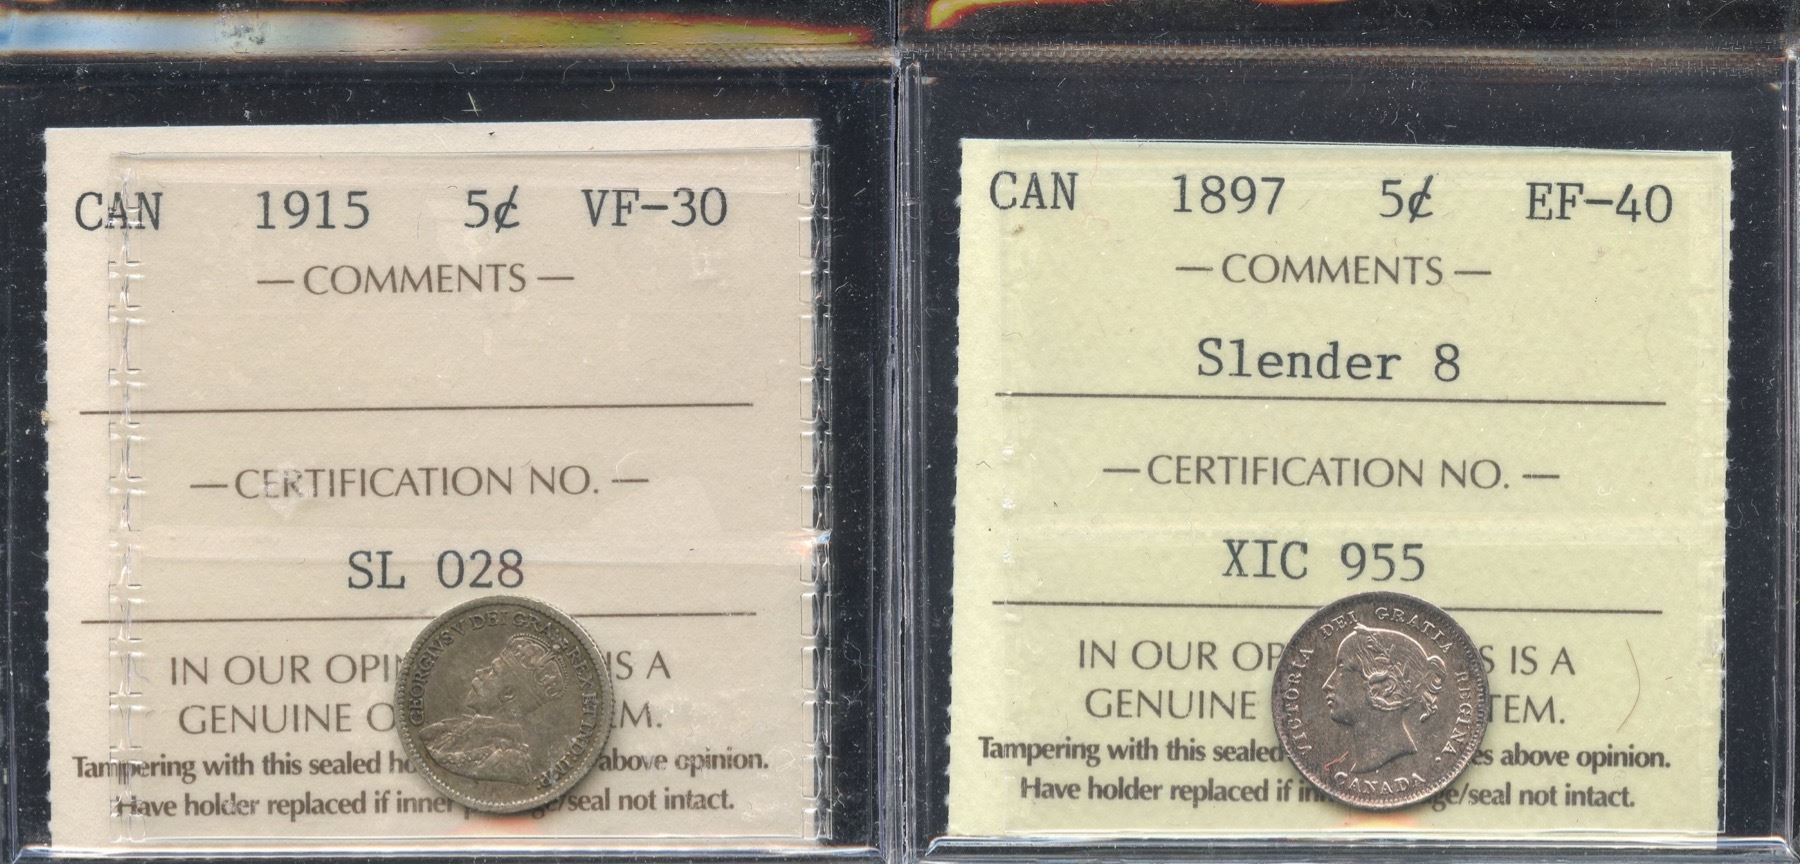 CAN 1915 5¢ VF-30
— COMMENTS —
— CERTIFICATION NO. —
SL 028
IN OUR OPI IS A
GENUINE EM.
Tampering with this sealed above opinion.
Have holder replaced if inner /seal not intact.
GEORGIVS V DEI GRA: REX ET IND:IMP:
CAN 1897 5¢ EF-40
— COMMENTS —
Slender 8
— CERTIFICATION NO. —
XIC 955
IN OUR OP S IS A
GENUINE TEM.
Tampering with this sealed es above opinion.
Have holder replaced if in ge/seal not intact.
VICTORIA DEI GRATIA REGINA.
CANADA